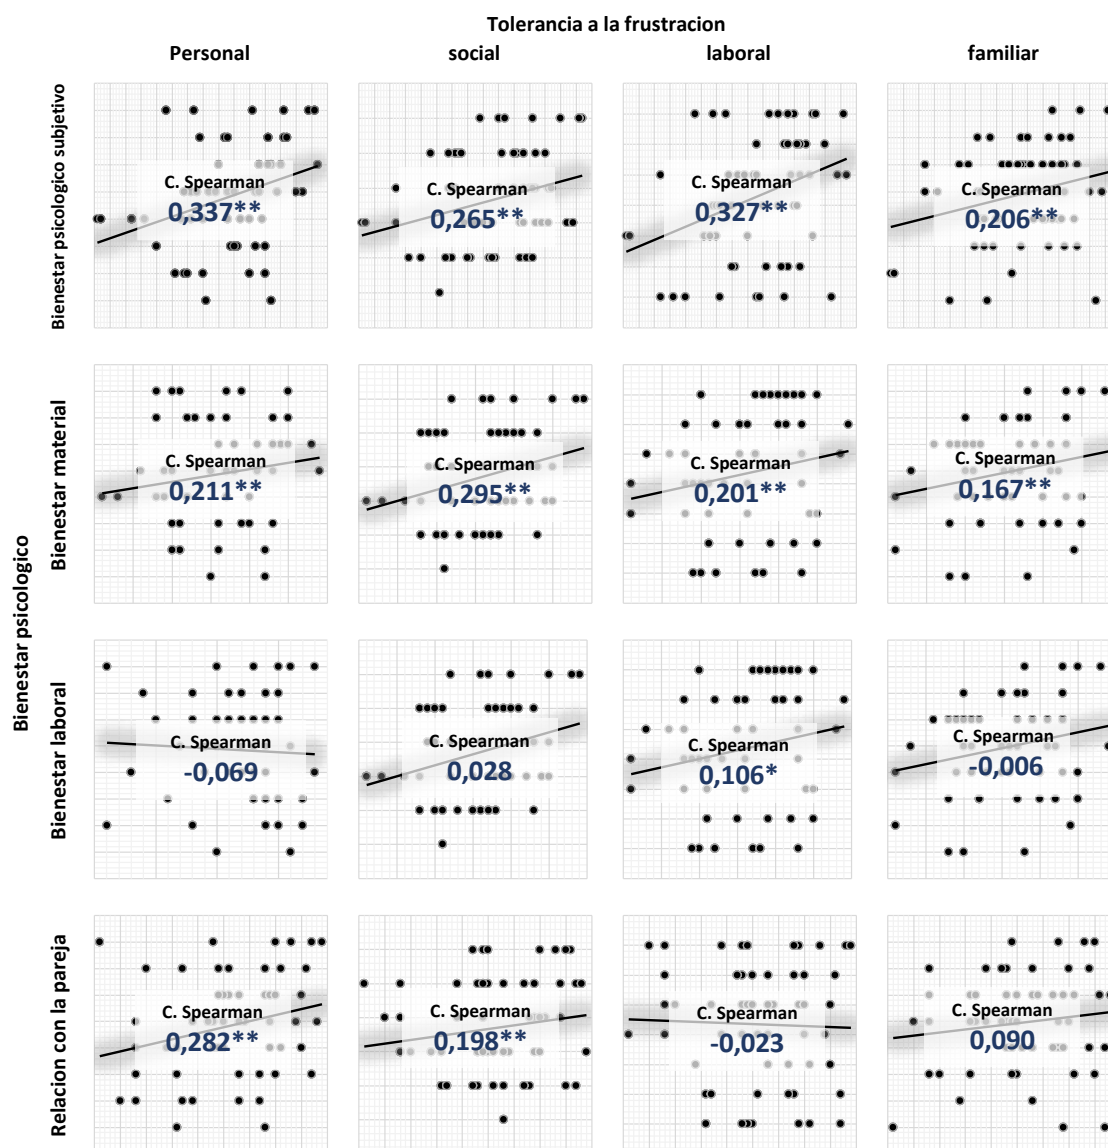 Tolerancia a la frustracion
Personal social laboral familiar
Bienestar psicologico
Bienestar psicologico subjetivo
C. Spearman
0,337**
C. Spearman
0,265**
C. Spearman
0,327**
C. Spearman
0,206**
Bienestar material
C. Spearman
0,211**
C. Spearman
0,295**
C. Spearman
0,201**
C. Spearman
0,167**
Bienestar laboral
C. Spearman
-0,069
C. Spearman
0,028
C. Spearman
0,106*
C. Spearman
-0,006
Relacion con la pareja
C. Spearman
0,282**
C. Spearman
0,198**
C. Spearman
-0,023
C. Spearman
0,090